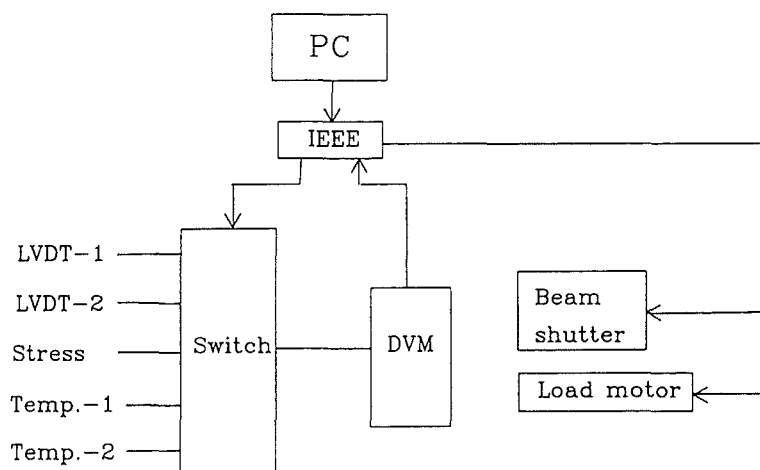 PC
IEEE
LVDT-1
LVDT-2
Stress
Temp.-1
Temp.-2
Switch
DVM
Beam
shutter
Load motor